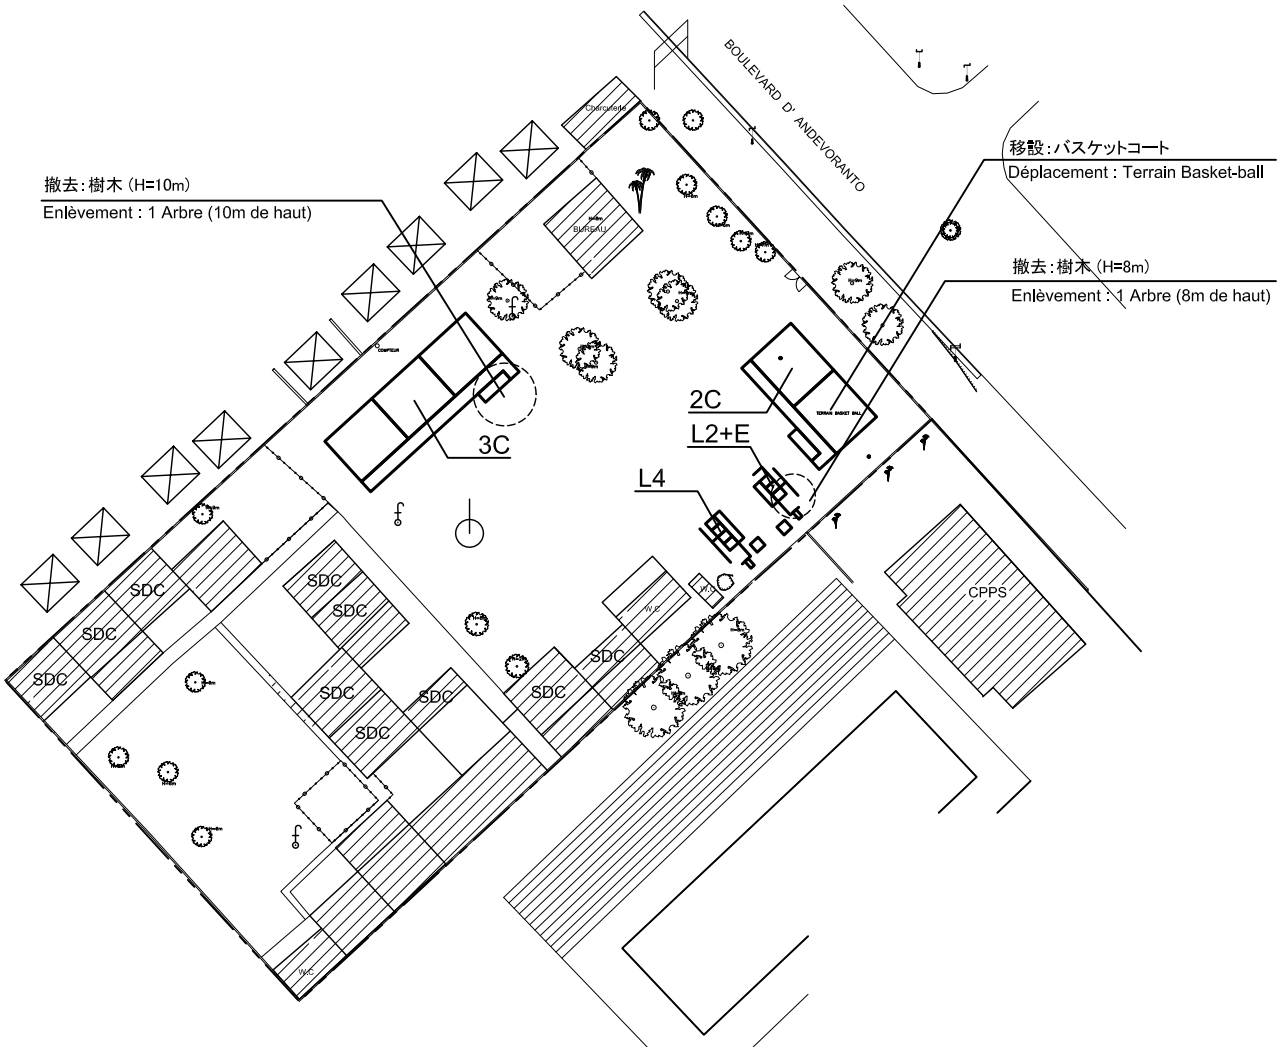 BOULEVARD D' ANDEVORANTO
Charcuterie
移設：バスケットコート
Déplacement : Terrain Basket-ball
撤去：樹木 (H=10m)
Enlèvement : 1 Arbre (10m de haut)
BUREAU
撤去：樹木 (H=8m)
Enlèvement : 1 Arbre (8m de haut)
COMPTEUR
2C
TERRAIN BASKET BALL
L2+E
3C
L4
SDC
SDC
SDC
SDC
SDC
W.C
W.C
CPPS
SDC
SDC
SDC
SDC
SDC
W.C